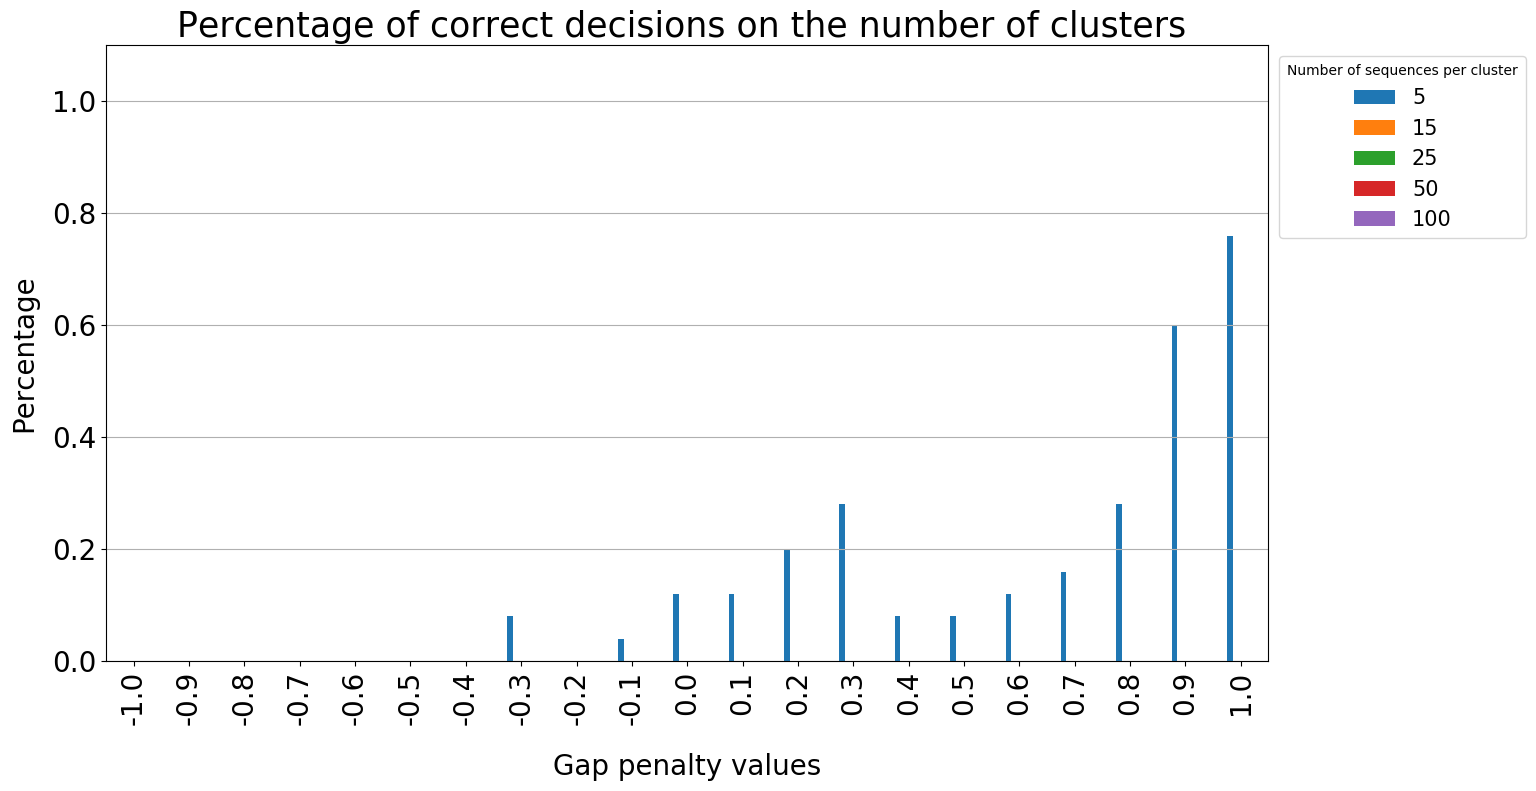 Percentage of correct decisions on the number of clusters
Number of sequences per cluster
5
15
25
50
100
Percentage
1.0
0.8
0.6
0.4
0.2
0.0
-1.0 -0.9 -0.8 -0.7 -0.6 -0.5 -0.4 -0.3 -0.2 -0.1 0.0 0.1 0.2 0.3 0.4 0.5 0.6 0.7 0.8 0.9 1.0
Gap penalty values